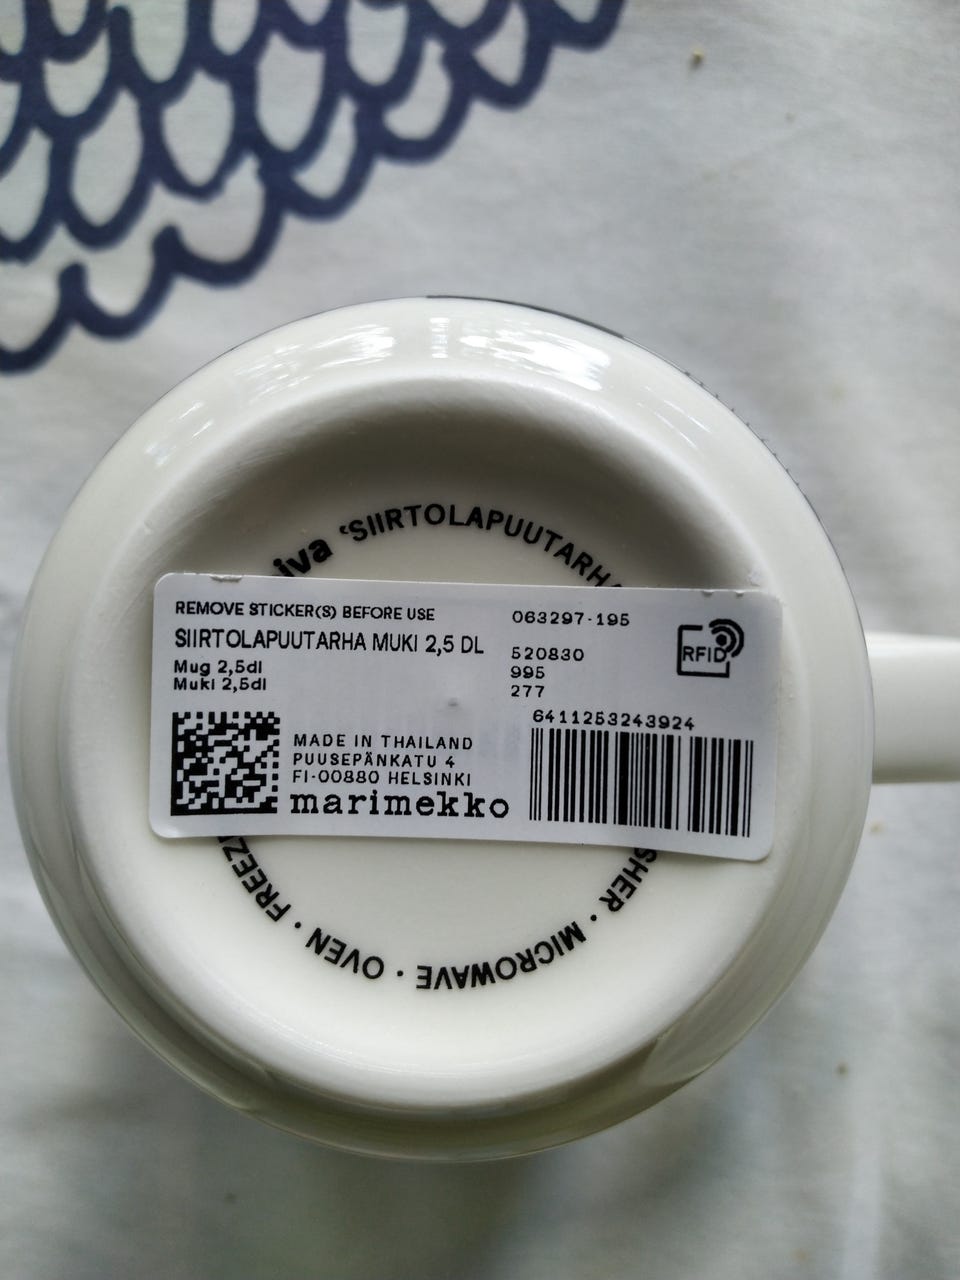 iva 'SIIRTOLAPUUTARHA
REMOVE STICKER(S) BEFORE USE
SIIRTOLAPUUTARHA MUKI 2,5 DL
Mug 2,5dl
Muki 2,5dl
063297-195
520830
995
277
RFID
6411253243924
MADE IN THAILAND
PUUSEPÄNKATU 4
FI-00880 HELSINKI
marimekko
SHER · MICROWAVE · OVEN · FREEZ